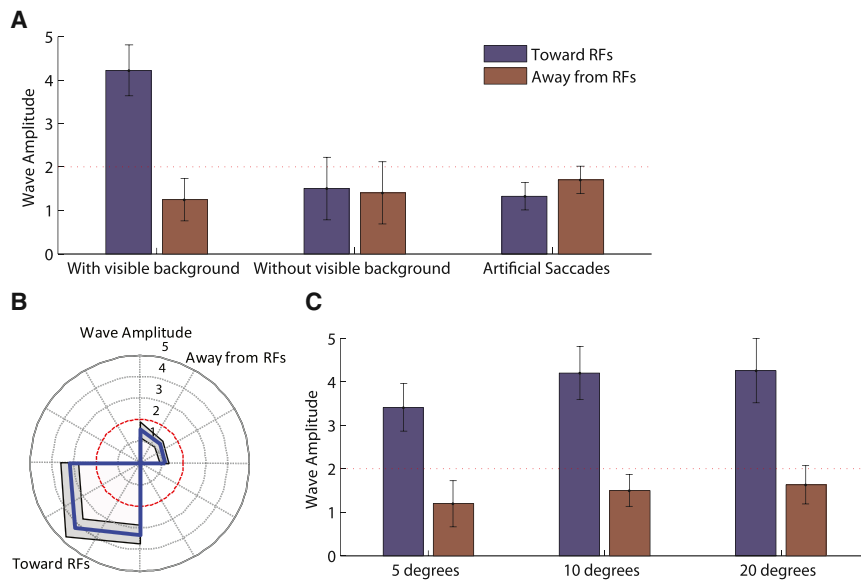 A
5
4
3
2
1
0
Wave Amplitude
Toward RFs
Away from RFs
With visible background
Without visible background
Artificial Saccades
B
Wave Amplitude
5
Away from RFs
4
3
2
1
Toward RFs
C
5
4
3
2
1
0
Wave Amplitude
5 degrees
10 degrees
20 degrees